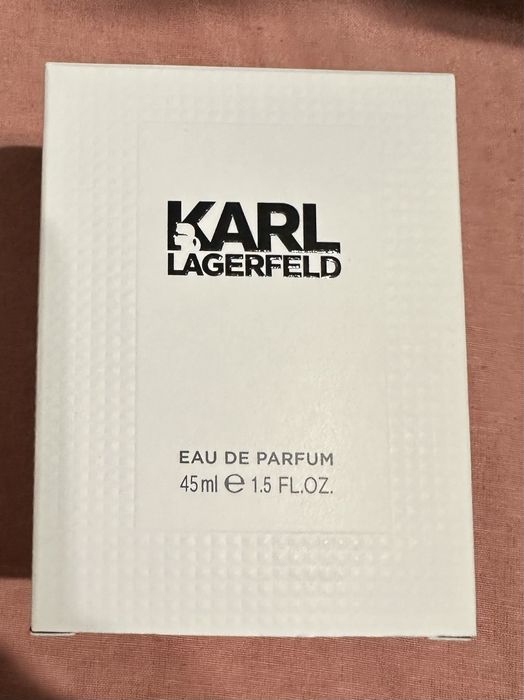 KARL
LAGERFELD
EAU DE PARFUM
45ml ℮ 1.5 FL.OZ.